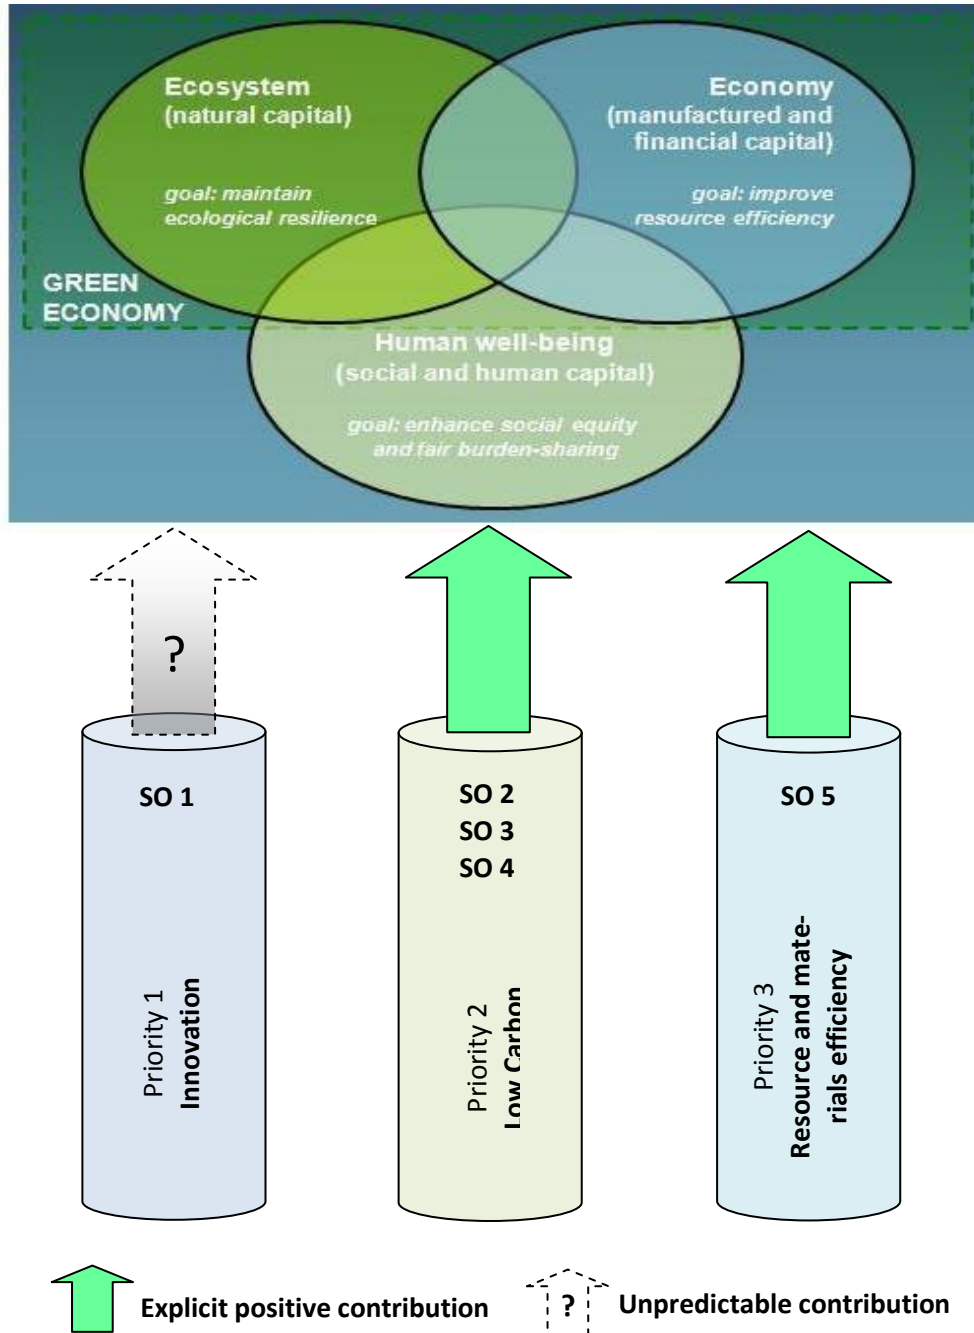 Ecosystem
(natural capital)
goal: maintain
ecological resilience
Economy
(manufactured and
financial capital)
goal: improve
resource efficiency
GREEN
ECONOMY
Human well-being
(social and human capital)
goal: enhance social equity
and fair burden-sharing
?
SO 1
Priority 1
Innovation
SO 2
SO 3
SO 4
Priority 2
Low Carbon
SO 5
Priority 3
Resource and mate-
rials efficiency
Explicit positive contribution
?
Unpredictable contribution